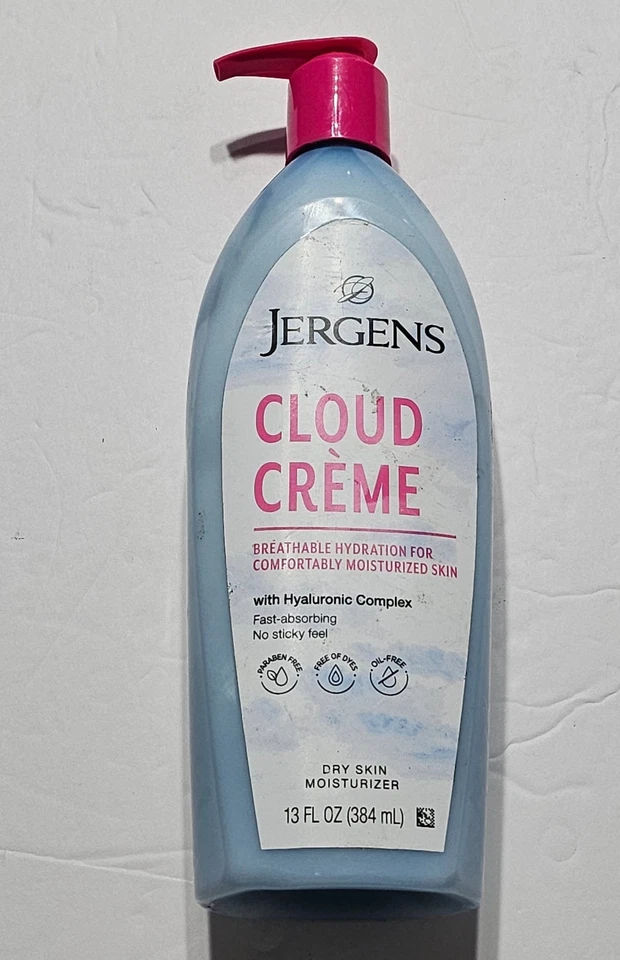 JERGENS
CLOUD
CRÈME
BREATHABLE HYDRATION FOR
COMFORTABLY MOISTURIZED SKIN
with Hyaluronic Complex
Fast-absorbing
No sticky feel
PARABEN FREE
FREE OF DYES
OIL-FREE
DRY SKIN
MOISTURIZER
13 FL OZ (384 mL)